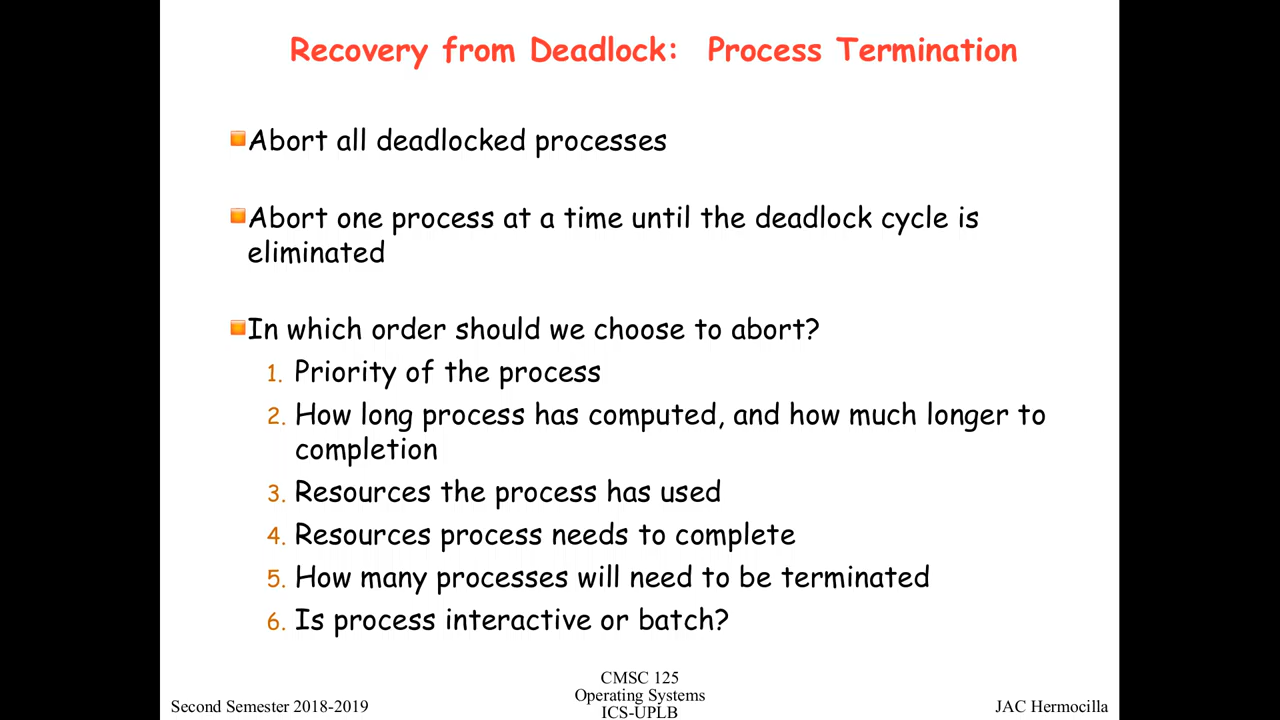 Recovery from Deadlock: Process Termination
Abort all deadlocked processes
Abort one process at a time until the deadlock cycle is
eliminated
In which order should we choose to abort?
1. Priority of the process
2. How long process has computed, and how much longer to
completion
3. Resources the process has used
4. Resources process needs to complete
5. How many processes will need to be terminated
6. Is process interactive or batch?
Second Semester 2018-2019
CMSC 125
Operating Systems
ICS-UPLB
JAC Hermocilla